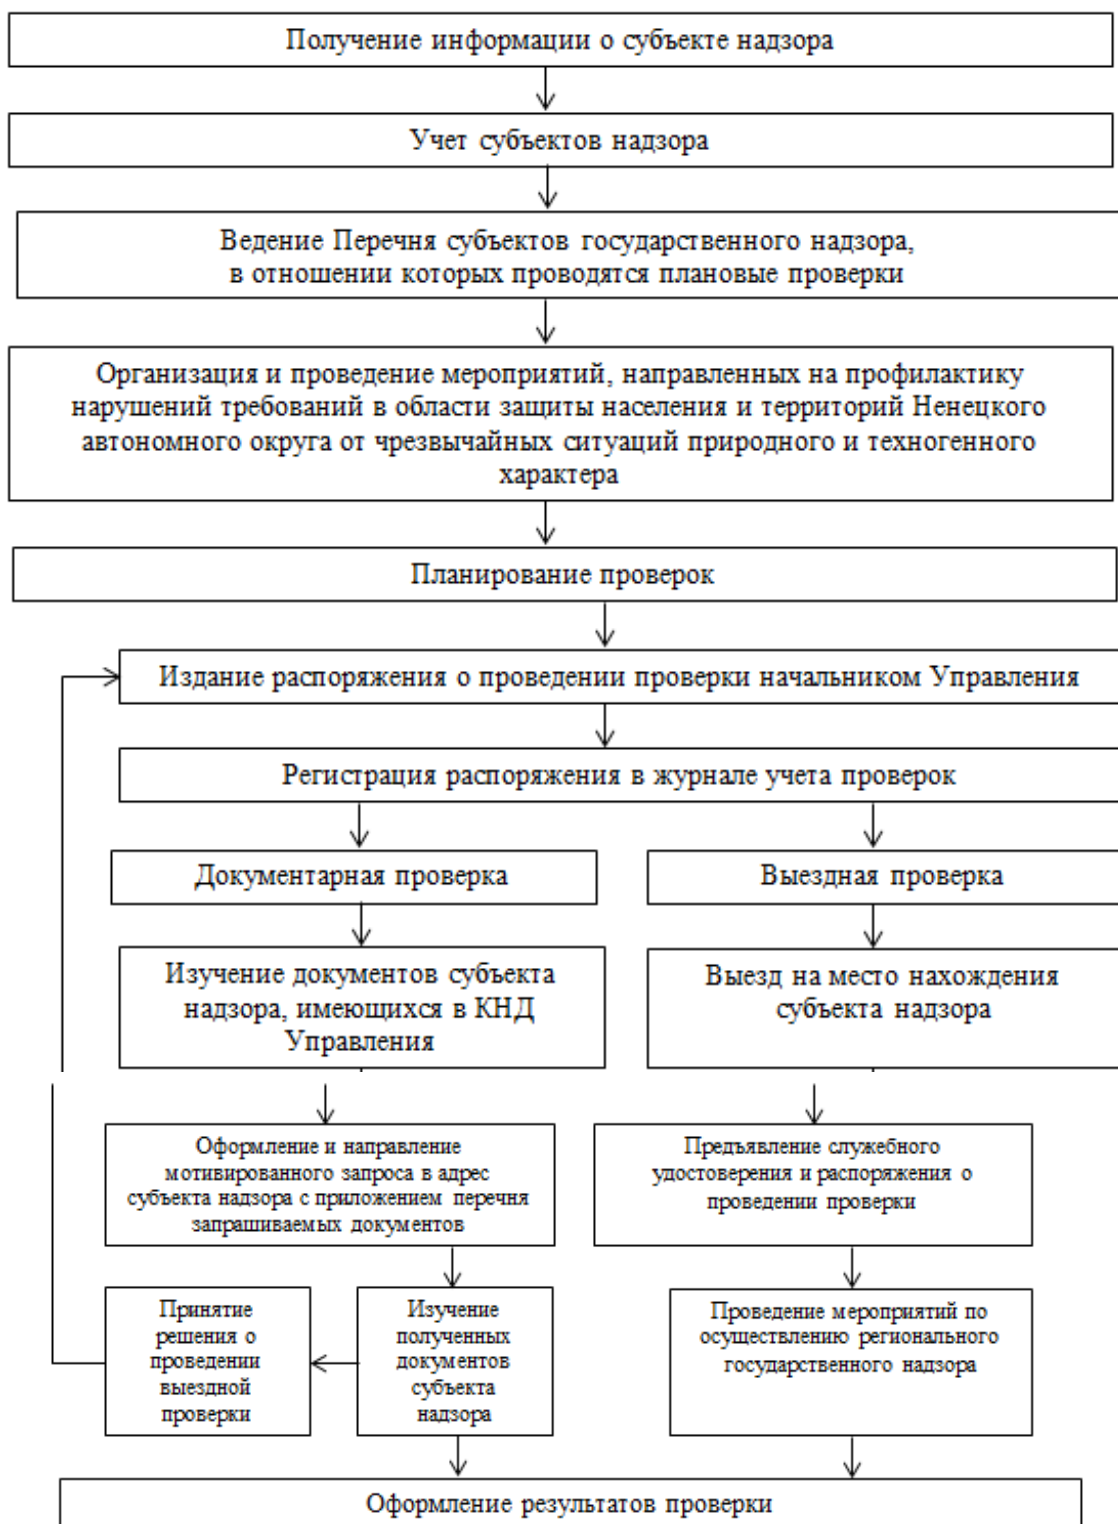 Получение информации о субъекте надзора
Учет субъектов надзора
Ведение Перечня субъектов государственного надзора,
в отношении которых проводятся плановые проверки
Организация и проведение мероприятий, направленных на профилактику
нарушений требований в области защиты населения и территорий Ненецкого
автономного округа от чрезвычайных ситуаций природного и техногенного
характера
Планирование проверок
Издание распоряжения о проведении проверки начальником Управления
Регистрация распоряжения в журнале учета проверок
Документарная проверка
Выездная проверка
Изучение документов субъекта
надзора, имеющихся в КНД
Управления
Выезд на место нахождения
субъекта надзора
Оформление и направление
мотивированного запроса в адрес
субъекта надзора с приложением перечня
запрашиваемых документов
Предъявление служебного
удостоверения и распоряжения о
проведении проверки
Принятие
решения о
проведении
выездной
проверки
Изучение
полученных
документов
субъекта
надзора
Проведение мероприятий по
осуществлению регионального
государственного надзора
Оформление результатов проверки